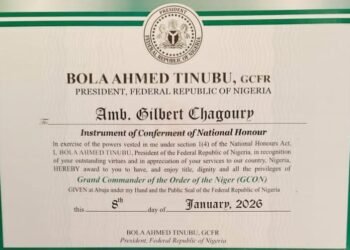 PRESIDENT
FEDERAL REPUBLIC OF NIGERIA
BOLA AHMED TINUBU, GCFR
PRESIDENT, FEDERAL REPUBLIC OF NIGERIA
Amb. Gilbert Chagoury
Instrument of Conferment of National Honour
In exercise of the powers vested in me under section 1(4) of the National Honours Act,
I, BOLA AHMED TINUBU, President of the Federal Republic of Nigeria, in recognition
of your outstanding virtues and in appreciation of your services to our country, Nigeria,
HEREBY award to you to have, and enjoy title, dignity and all the privileges of
Grand Commander of the Order of the Niger (GCON)
GIVEN at Abuja under my Hand and the Public Seal of the Federal Republic of Nigeria
this 8th day of January, 2026
BOLA AHMED TINUBU, GCFR
President, Federal Republic of Nigeria